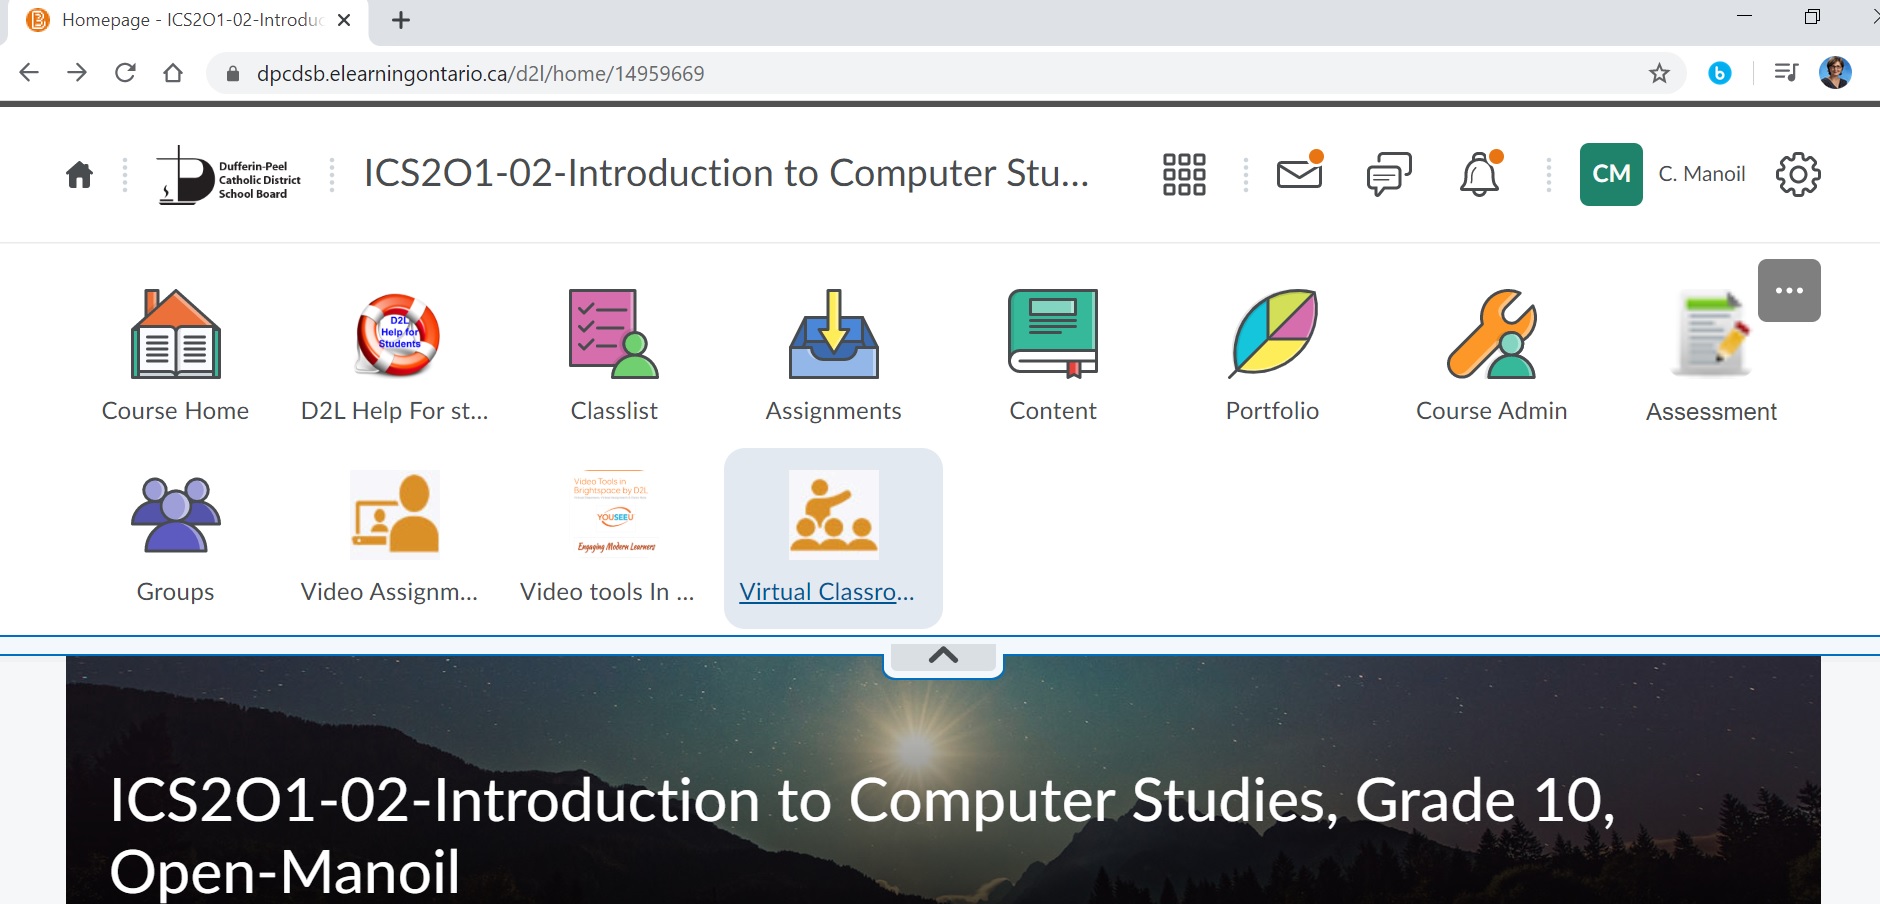 Homepage - ICS2O1-02-Introduc
dpcdsb.elearningontario.ca/d2l/home/14959669
Dufferin-Peel
Catholic District
School Board
ICS2O1-02-Introduction to Computer Stu...
CM
C. Manoil
D2L
Help for
Students
Course Home
D2L Help For st...
Classlist
Assignments
Content
Portfolio
Course Admin
Assessment
Video Tools in
Brightspace by D2L
YOUSEEU
Engaging Modern Learners
Groups
Video Assignm...
Video tools In ...
Virtual Classro...
ICS2O1-02-Introduction to Computer Studies, Grade 10,
Open-Manoil